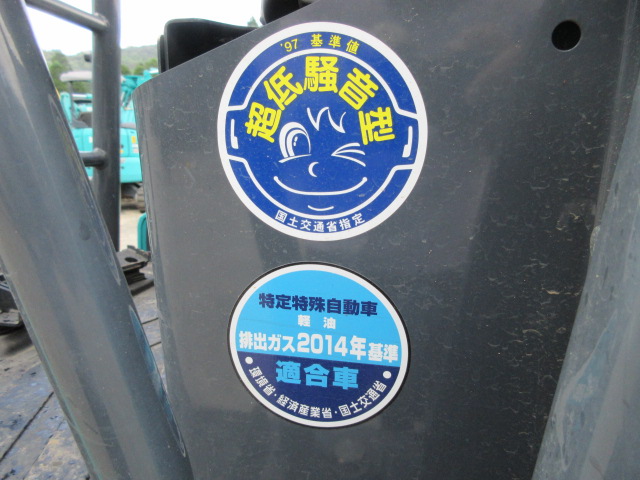 '97 基準値
超低騒音型
国土交通省指定
特定特殊自動車
軽油
排出ガス2014年基準
適合車
・環境省・経済産業省・国土交通省・